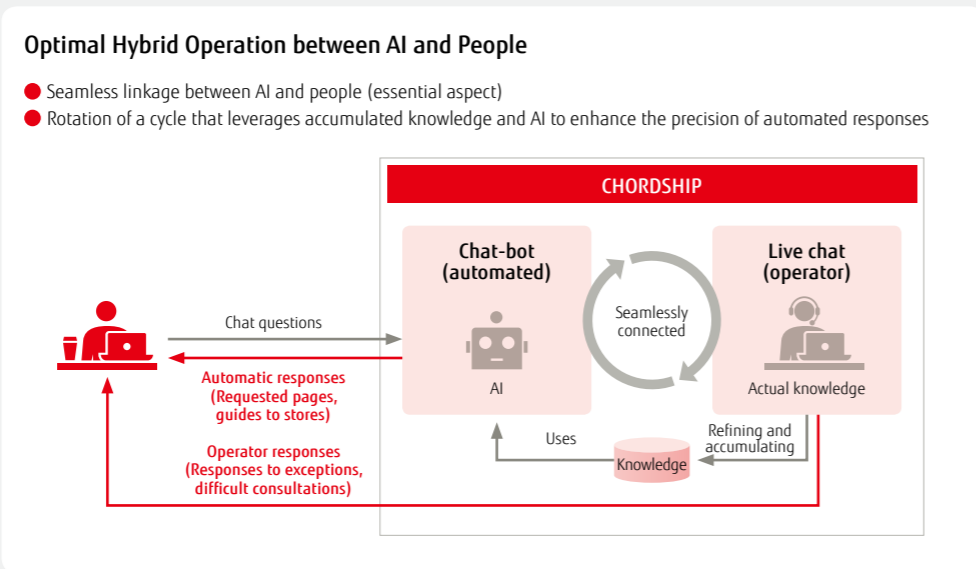 Optimal Hybrid Operation between AI and People
Seamless linkage between AI and people (essential aspect)
Rotation of a cycle that leverages accumulated knowledge and AI to enhance the precision of automated responses
CHORDSHIP
Chat-bot
(automated)
AI
Seamlessly
connected
Live chat
(operator)
Actual knowledge
Chat questions
Automatic responses
(Requested pages,
guides to stores)
Operator responses
(Responses to exceptions,
difficult consultations)
Uses
Knowledge
Refining and
accumulating